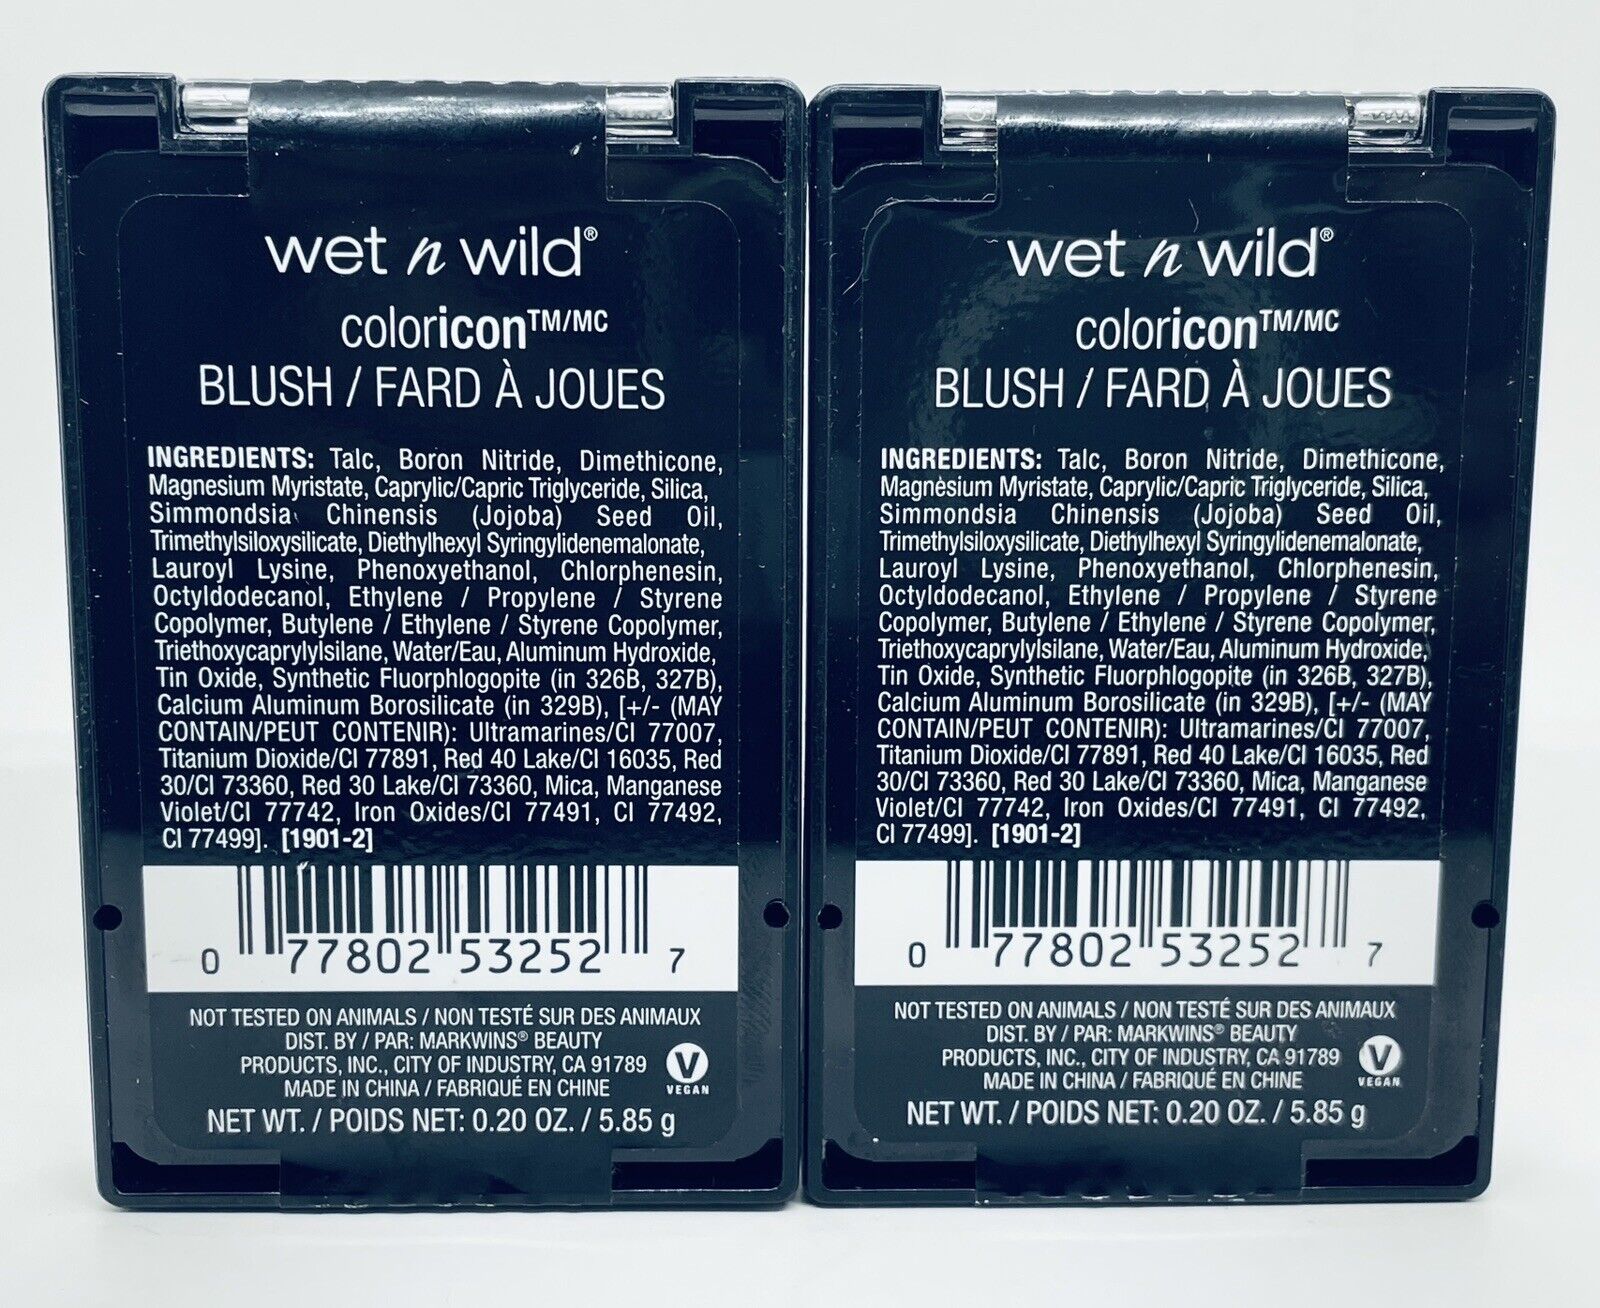 wet n wild®
coloricon™/MC
BLUSH / FARD À JOUES
INGREDIENTS: Talc, Boron Nitride, Dimethicone,
Magnesium Myristate, Caprylic/Capric Triglyceride, Silica,
Simmondsia Chinensis (Jojoba) Seed Oil,
Trimethylsiloxysilicate, Diethylhexyl Syringylidenemalonate,
Lauroyl Lysine, Phenoxyethanol, Chlorphenesin,
Octyldodecanol, Ethylene / Propylene / Styrene
Copolymer, Butylene / Ethylene / Styrene Copolymer,
Triethoxycaprylylsilane, Water/Eau, Aluminum Hydroxide,
Tin Oxide, Synthetic Fluorphlogopite (in 326B, 327B),
Calcium Aluminum Borosilicate (in 329B), [+/- (MAY
CONTAIN/PEUT CONTENIR): Ultramarines/CI 77007,
Titanium Dioxide/CI 77891, Red 40 Lake/CI 16035, Red
30/CI 73360, Red 30 Lake/CI 73360, Mica, Manganese
Violet/CI 77742, Iron Oxides/CI 77491, CI 77492,
CI 77499]. [1901-2]
0 77802 53252 7
NOT TESTED ON ANIMALS / NON TESTÉ SUR DES ANIMAUX
DIST. BY / PAR: MARKWINS® BEAUTY
PRODUCTS, INC., CITY OF INDUSTRY, CA 91789
MADE IN CHINA / FABRIQUÉ EN CHINE
V
VEGAN
NET WT. / POIDS NET: 0.20 OZ. / 5.85 g
wet n wild®
coloricon™/MC
BLUSH / FARD À JOUES
INGREDIENTS: Talc, Boron Nitride, Dimethicone,
Magnesium Myristate, Caprylic/Capric Triglyceride, Silica,
Simmondsia Chinensis (Jojoba) Seed Oil,
Trimethylsiloxysilicate, Diethylhexyl Syringylidenemalonate,
Lauroyl Lysine, Phenoxyethanol, Chlorphenesin,
Octyldodecanol, Ethylene / Propylene / Styrene
Copolymer, Butylene / Ethylene / Styrene Copolymer,
Triethoxycaprylylsilane, Water/Eau, Aluminum Hydroxide,
Tin Oxide, Synthetic Fluorphlogopite (in 326B, 327B),
Calcium Aluminum Borosilicate (in 329B), [+/- (MAY
CONTAIN/PEUT CONTENIR): Ultramarines/CI 77007,
Titanium Dioxide/CI 77891, Red 40 Lake/CI 16035, Red
30/CI 73360, Red 30 Lake/CI 73360, Mica, Manganese
Violet/CI 77742, Iron Oxides/CI 77491, CI 77492,
CI 77499]. [1901-2]
0 77802 53252 7
NOT TESTED ON ANIMALS / NON TESTÉ SUR DES ANIMAUX
DIST. BY / PAR: MARKWINS® BEAUTY
PRODUCTS, INC., CITY OF INDUSTRY, CA 91789
MADE IN CHINA / FABRIQUÉ EN CHINE
V
VEGAN
NET WT. / POIDS NET: 0.20 OZ. / 5.85 g